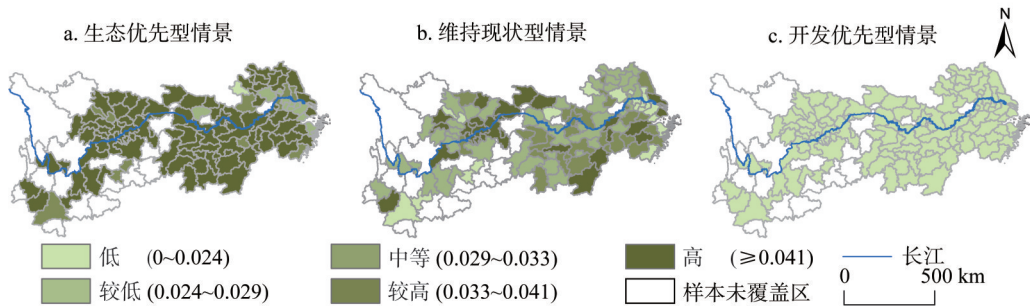 a. 生态优先型情景
b. 维持现状型情景
c. 开发优先型情景
N
低 (0~0.024)
中等 (0.029~0.033)
高 (≥0.041)
长江
较低 (0.024~0.029)
较高 (0.033~0.041)
样本未覆盖区
0 500 km